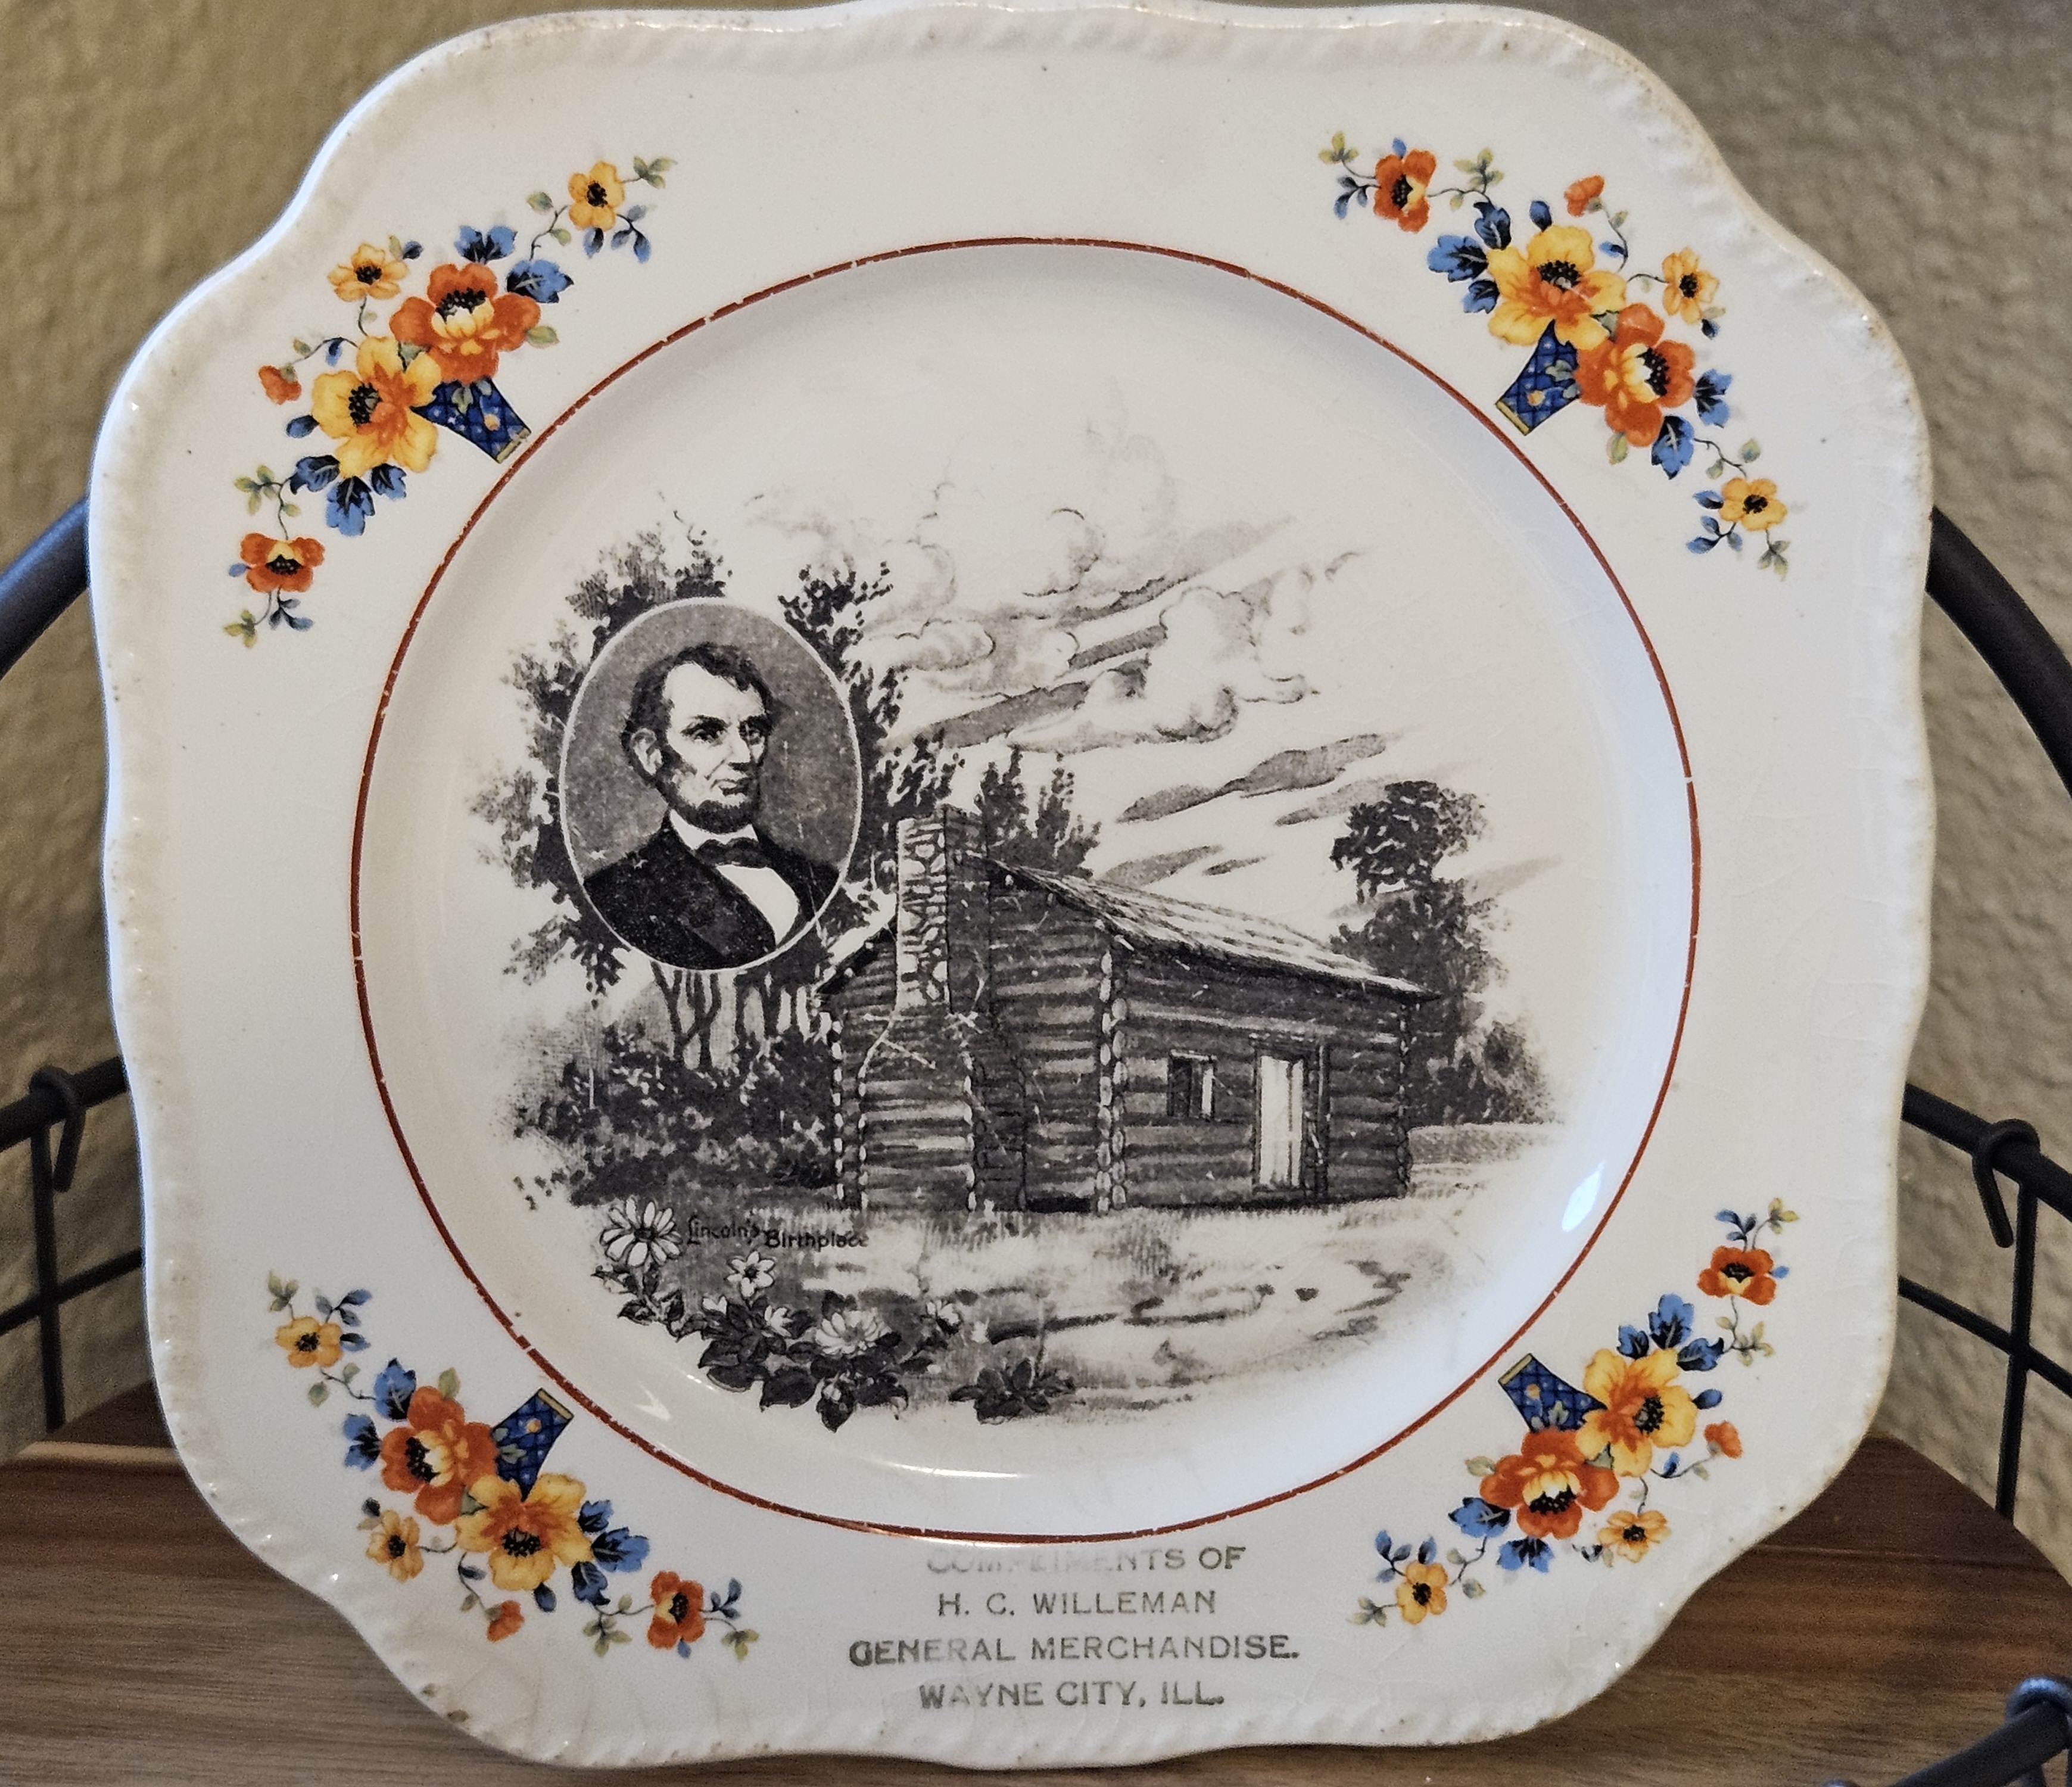 Lincoln's Birthplace
COMPLIMENTS OF
H. C. WILLEMAN
GENERAL MERCHANDISE.
WAYNE CITY, ILL.